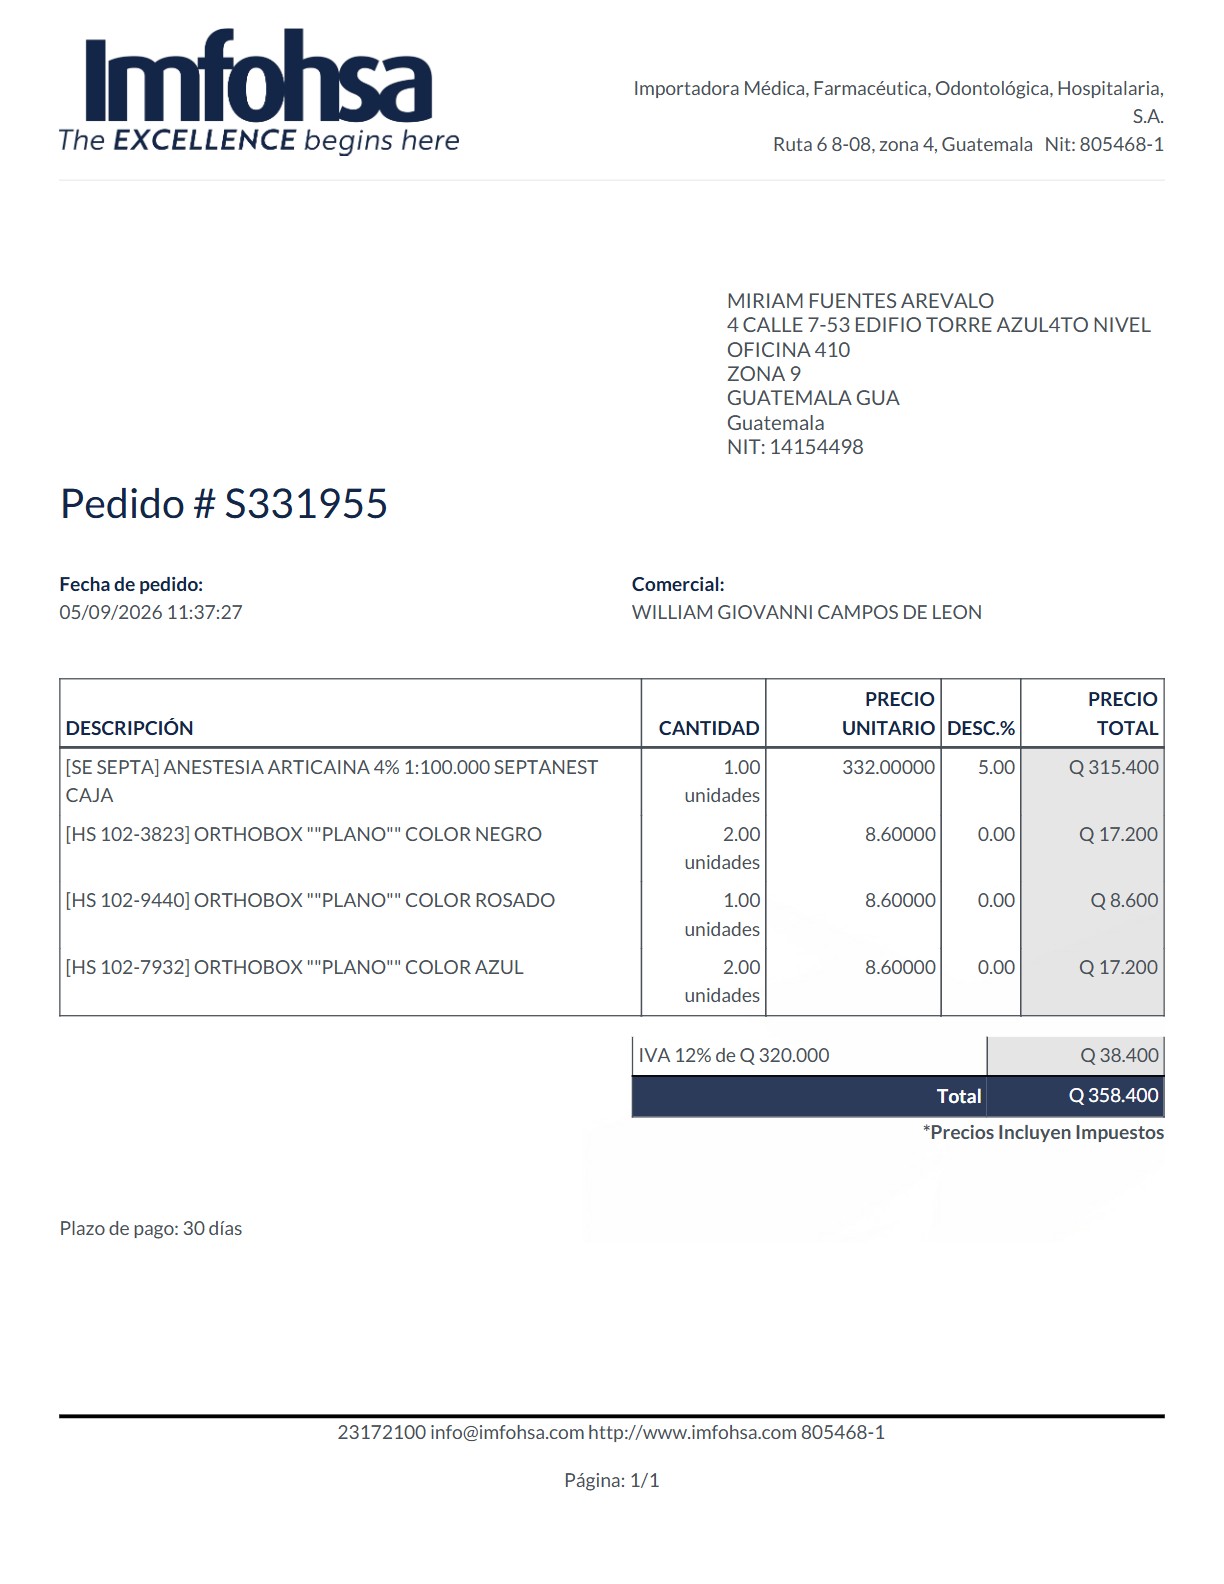 Imfohsa
The EXCELLENCE begins here
Importadora Médica, Farmacéutica, Odontológica, Hospitalaria,
S.A.
Ruta 6 8-08, zona 4, Guatemala Nit: 805468-1
MIRIAM FUENTES AREVALO
4 CALLE 7-53 EDIFIO TORRE AZUL4TO NIVEL
OFICINA 410
ZONA 9
GUATEMALA GUA
Guatemala
NIT: 14154498
Pedido # S331955
Fecha de pedido: Comercial:
05/09/2026 11:37:27 WILLIAM GIOVANNI CAMPOS DE LEON
PRECIO PRECIO
DESCRIPCIÓN CANTIDAD UNITARIO DESC.% TOTAL
[SE SEPTA] ANESTESIA ARTICAINA 4% 1:100.000 SEPTANEST 1.00 332.00000 5.00 Q 315.400
CAJA unidades
[HS 102-3823] ORTHOBOX ""PLANO"" COLOR NEGRO 2.00 8.60000 0.00 Q 17.200
unidades
[HS 102-9440] ORTHOBOX ""PLANO"" COLOR ROSADO 1.00 8.60000 0.00 Q 8.600
unidades
[HS 102-7932] ORTHOBOX ""PLANO"" COLOR AZUL 2.00 8.60000 0.00 Q 17.200
unidades
IVA 12% de Q 320.000 Q 38.400
Total Q 358.400
*Precios Incluyen Impuestos
Plazo de pago: 30 días
23172100 info@imfohsa.com http://www.imfohsa.com 805468-1
Página: 1/1